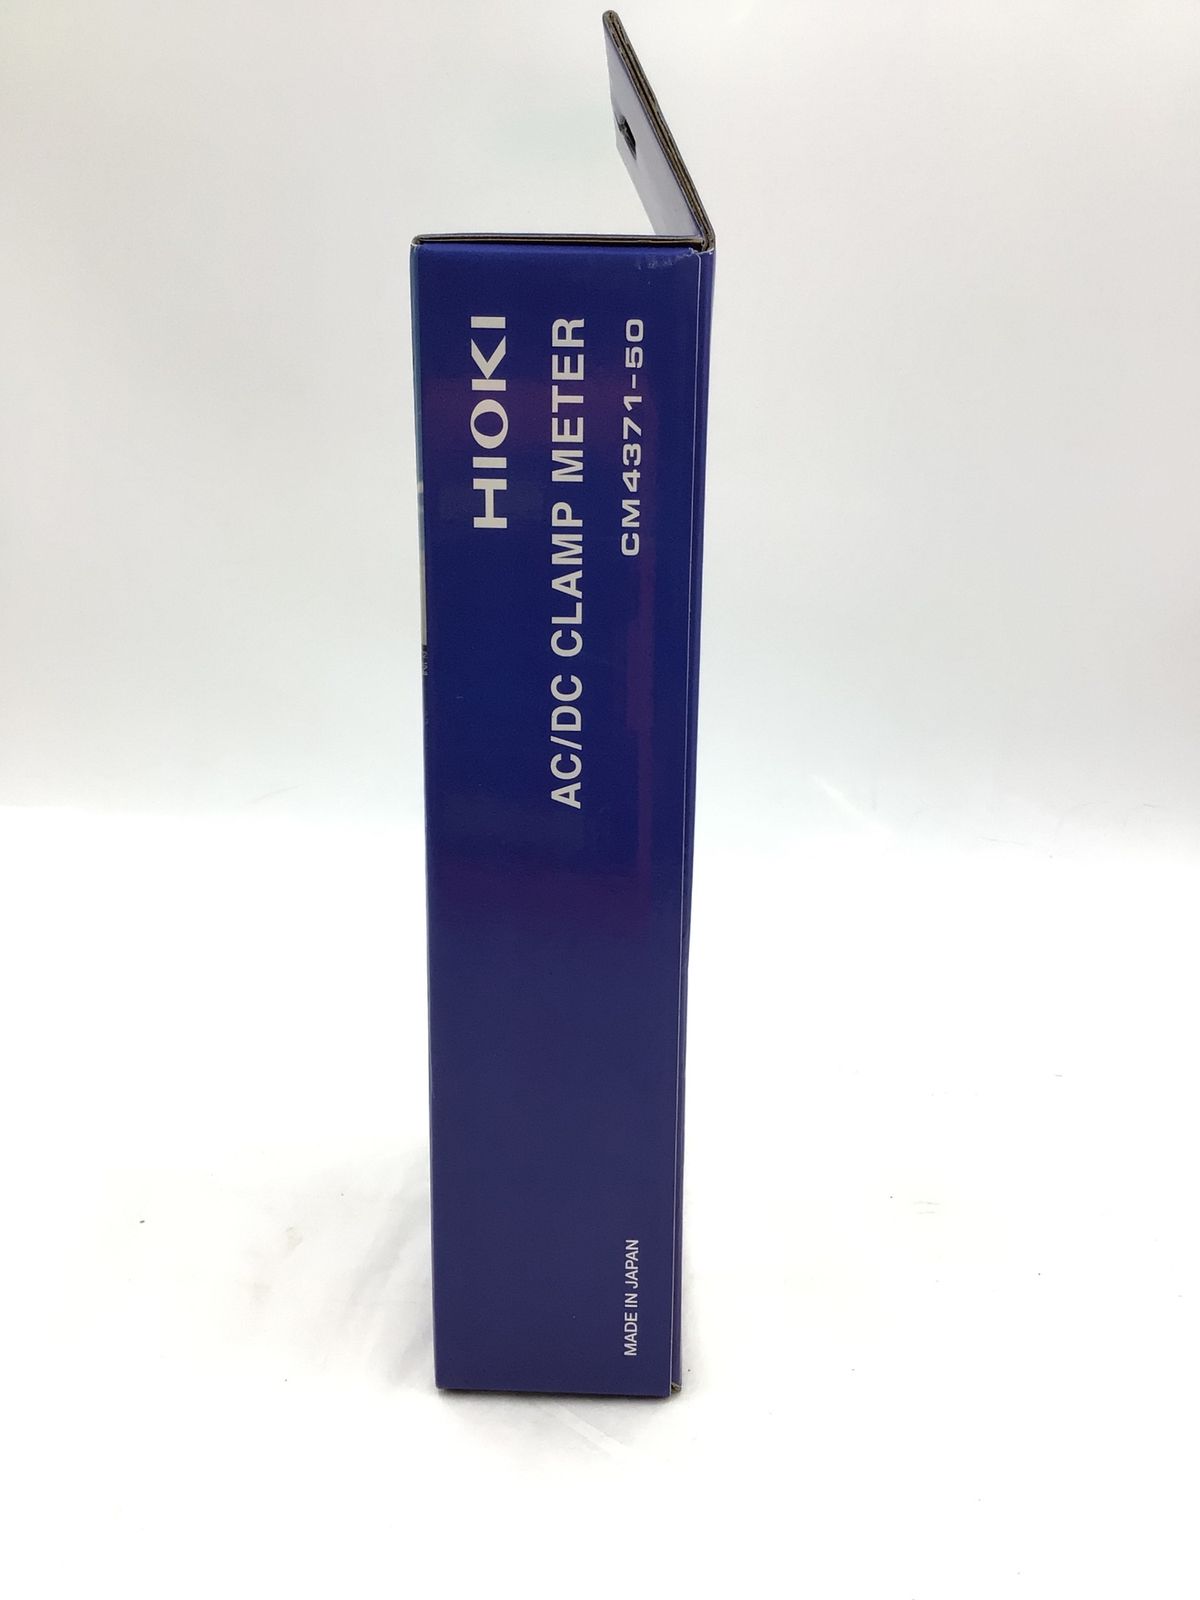 HIOKI
AC/DC CLAMP METER
CM4371-50
MADE IN JAPAN